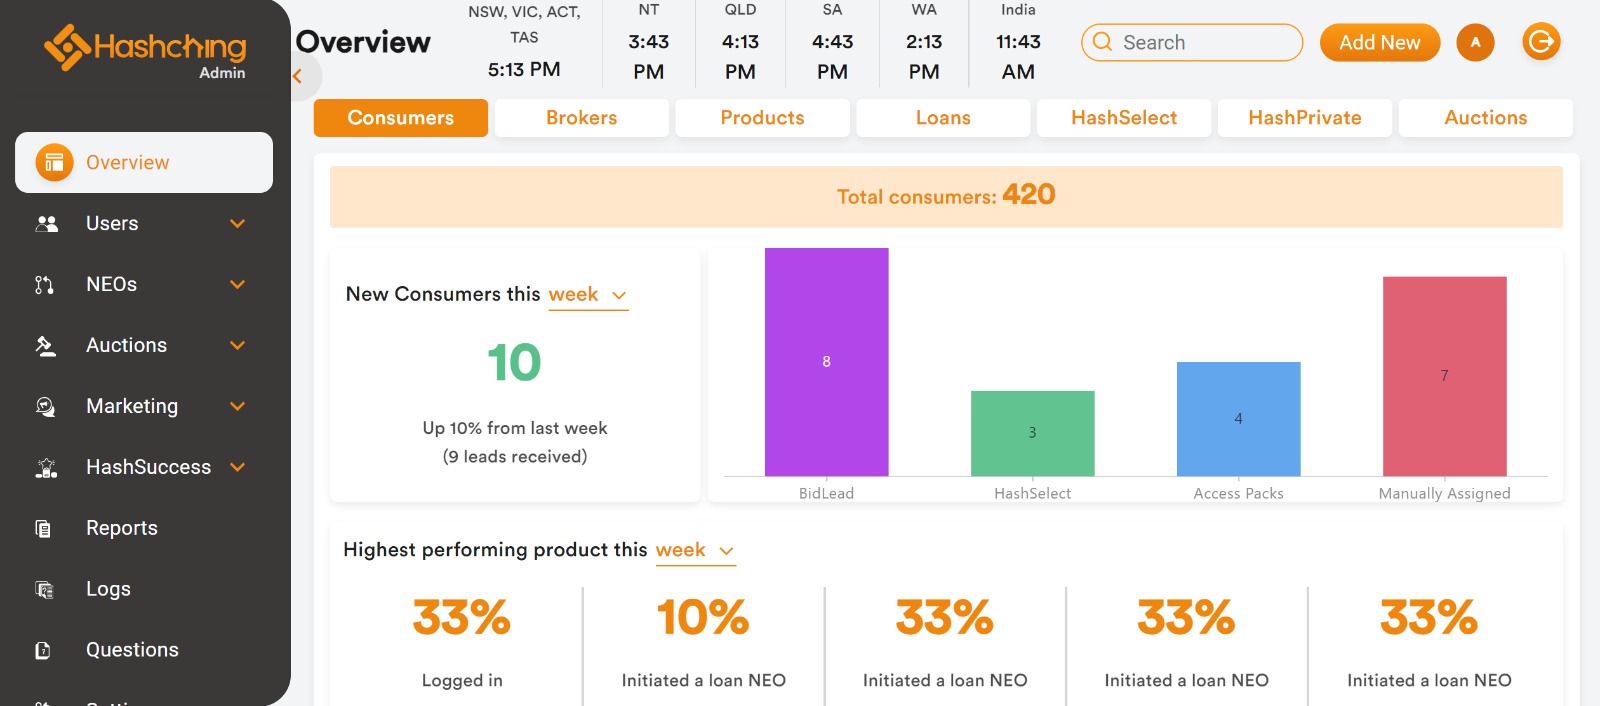 Hashching
Admin
Overview
Users
NEOs
Auctions
Marketing
HashSuccess
Reports
Logs
Questions
Overview
NSW, VIC, ACT,
TAS
5:13 PM
NT
3:43
PM
QLD
4:13
PM
SA
4:43
PM
WA
2:13
PM
India
11:43
AM
Search
Add New
A
Consumers
Brokers
Products
Loans
HashSelect
HashPrivate
Auctions
Total consumers: 420
New Consumers this week
10
Up 10% from last week
(9 leads received)
8
3
4
7
BidLead
HashSelect
Access Packs
Manually Assigned
Highest performing product this week
33%
Logged in
10%
Initiated a loan NEO
33%
Initiated a loan NEO
33%
Initiated a loan NEO
33%
Initiated a loan NEO